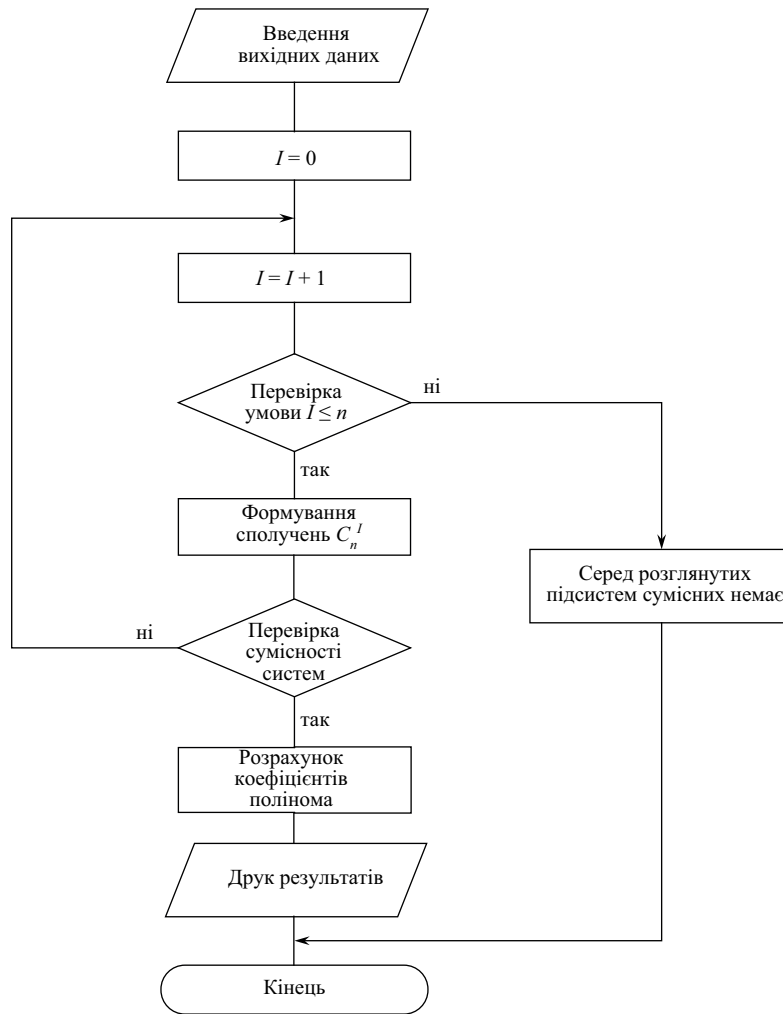 Введення
вихідних даних
I = 0
I = I + 1
Перевірка
умови I ≤ n
ні
так
Формування
сполучень Cₙᴵ
Серед розглянутих
підсистем сумісних немає
ні
Перевірка
сумісності
систем
так
Розрахунок
коефіцієнтів
полінома
Друк результатів
Кінець